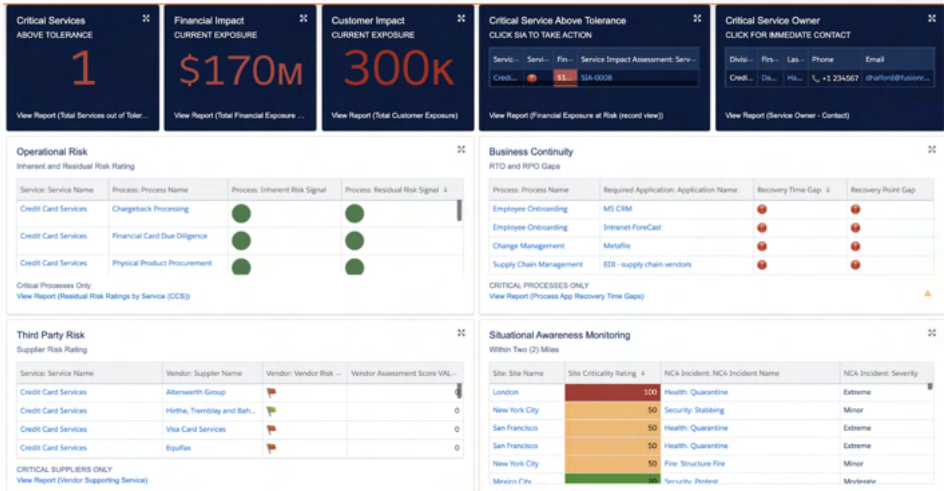 Critical Services
ABOVE TOLERANCE
1
View Report (Total Services out of Toler...
Financial Impact
CURRENT EXPOSURE
$170M
View Report (Total Financial Exposure ...
Customer Impact
CURRENT EXPOSURE
300K
View Report (Total Customer Exposure)
Critical Service Above Tolerance
CLICK SIA TO TAKE ACTION
Servic... Servi... Fin... Service Impact Assessment: Serv...
Credi... $1... SIA-0008
View Report (Financial Exposure at Risk (record view))
Critical Service Owner
CLICK FOR IMMEDIATE CONTACT
Divisi... Firs... Las... Phone Email
Credi... Da... Ha... +1 234567 dhalford@fusionr...
View Report (Service Owner - Contact)
Operational Risk
Inherent and Residual Risk Rating
Service: Service Name Process: Process Name Process: Inherent Risk Signal Process: Residual Risk Signal ↓
Credit Card Services Chargeback Processing
Credit Card Services Financial Card Due Diligence
Credit Card Services Physical Product Procurement
Critical Processes Only
View Report (Residual Risk Ratings by Service (CCS))
Business Continuity
RTO and RPO Gaps
Process: Process Name Required Application: Application Name Recovery Time Gap ↓ Recovery Point Gap
Employee Onboarding MS CRM
Employee Onboarding Intranet-ForeCast
Change Management Metafile
Supply Chain Management EDI - supply chain vendors
CRITICAL PROCESSES ONLY
View Report (Process App Recovery Time Gaps)
Third Party Risk
Supplier Risk Rating
Service: Service Name Vendor: Suppler Name Vendor: Vendor Risk ... Vendor Assessment Score VAL...
Credit Card Services Altenwerth Group 0
Credit Card Services Hirthe, Tremblay and Bah... 0
Credit Card Services Visa Card Services 0
Credit Card Services Equifax 0
CRITICAL SUPPLIERS ONLY
View Report (Vendor Supporting Service)
Situational Awareness Monitoring
Within Two (2) Miles
Site: Site Name Site Criticality Rating ↓ NC4 Incident: NC4 Incident Name NC4 Incident: Severity
London 100 Health: Quarantine Extreme
New York City 50 Security: Stabbing Minor
San Francisco 50 Health: Quarantine Extreme
San Francisco 50 Health: Quarantine Extreme
New York City 50 Fire: Structure Fire Minor
Mexico City 20 Security: Protest Moderate